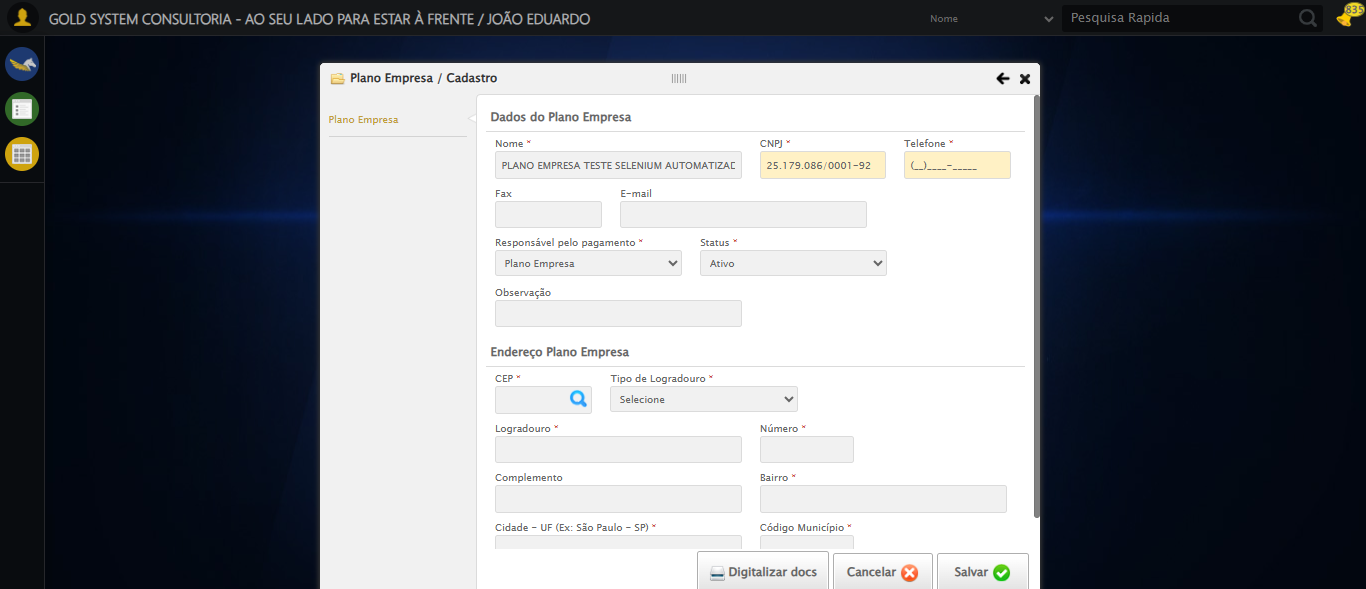 GOLD SYSTEM CONSULTORIA - AO SEU LADO PARA ESTAR À FRENTE / JOÃO EDUARDO
Nome
Pesquisa Rapida
835
Plano Empresa / Cadastro
Plano Empresa
Dados do Plano Empresa
Nome *
CNPJ *
Telefone *
PLANO EMPRESA TESTE SELENIUM AUTOMATIZAD
25.179.086/0001-92
(__)____-_____
Fax
E-mail
Responsável pelo pagamento *
Status *
Plano Empresa
Ativo
Observação
Endereço Plano Empresa
CEP *
Tipo de Logradouro *
Selecione
Logradouro *
Número *
Complemento
Bairro *
Cidade - UF (Ex: São Paulo - SP) *
Código Município *
Digitalizar docs
Cancelar
Salvar